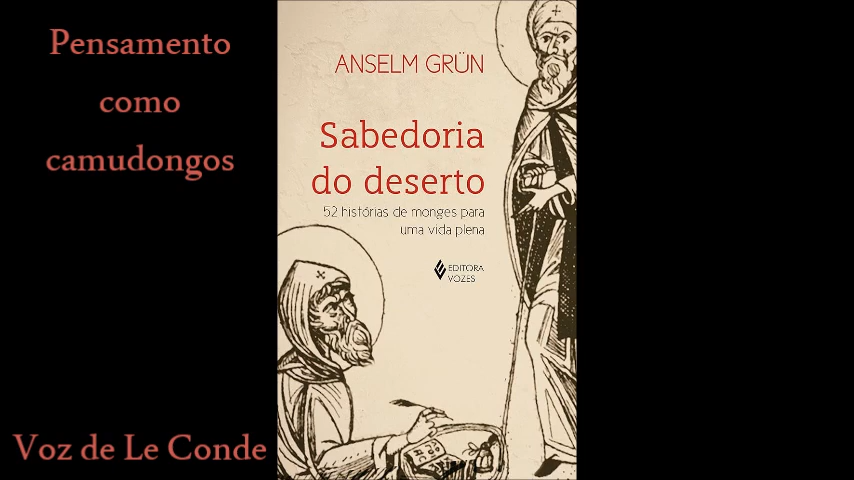 Pensamento
como
camudongos
ANSELM GRÜN
Sabedoria
do deserto
52 histórias de monges para
uma vida plena
EDITORA
VOZES
Voz de Le Conde